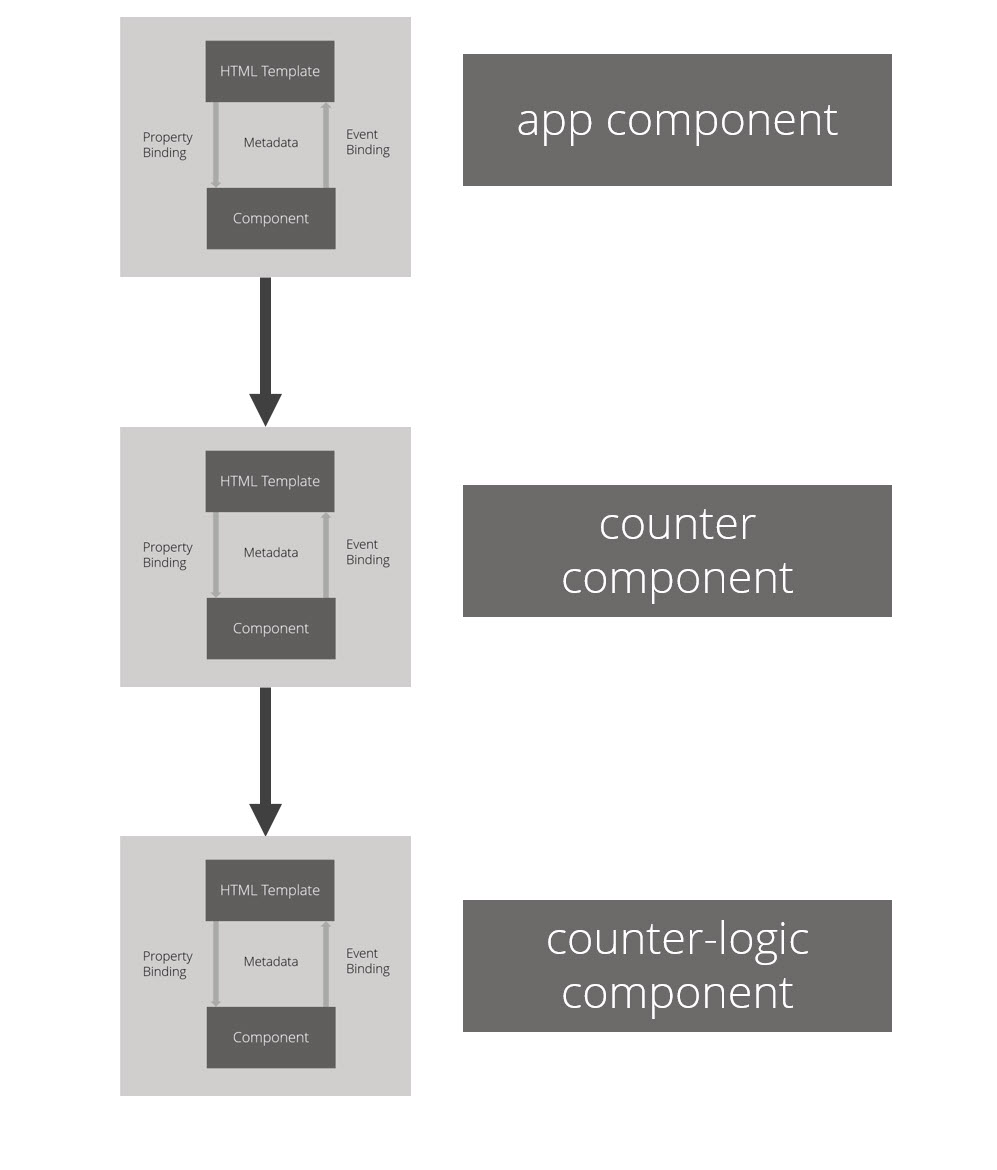 HTML Template
Property
Binding
Metadata
Event
Binding
Component
app component
HTML Template
Property
Binding
Metadata
Event
Binding
Component
counter
component
HTML Template
Property
Binding
Metadata
Event
Binding
Component
counter-logic
component